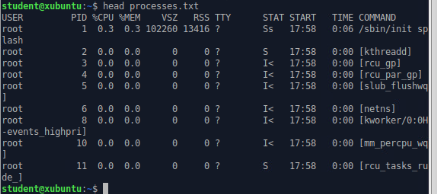 student@xubuntu:~$ head processes.txt
USER         PID %CPU %MEM    VSZ   RSS TTY      STAT START   TIME COMMAND
root           1  0.3  0.3 102260 13416 ?        Ss   17:58   0:06 /sbin/init sp
lash
root           2  0.0  0.0      0     0 ?        S    17:58   0:00 [kthreadd]
root           3  0.0  0.0      0     0 ?        I<   17:58   0:00 [rcu_gp]
root           4  0.0  0.0      0     0 ?        I<   17:58   0:00 [rcu_par_gp]
root           5  0.0  0.0      0     0 ?        I<   17:58   0:00 [slub_flushwq
]
root           6  0.0  0.0      0     0 ?        I<   17:58   0:00 [netns]
root           8  0.0  0.0      0     0 ?        I<   17:58   0:00 [kworker/0:0H
-events_highpri]
root          10  0.0  0.0      0     0 ?        I<   17:58   0:00 [mm_percpu_wq
]
root          11  0.0  0.0      0     0 ?        S    17:58   0:00 [rcu_tasks_ru
de_]
student@xubuntu:~$